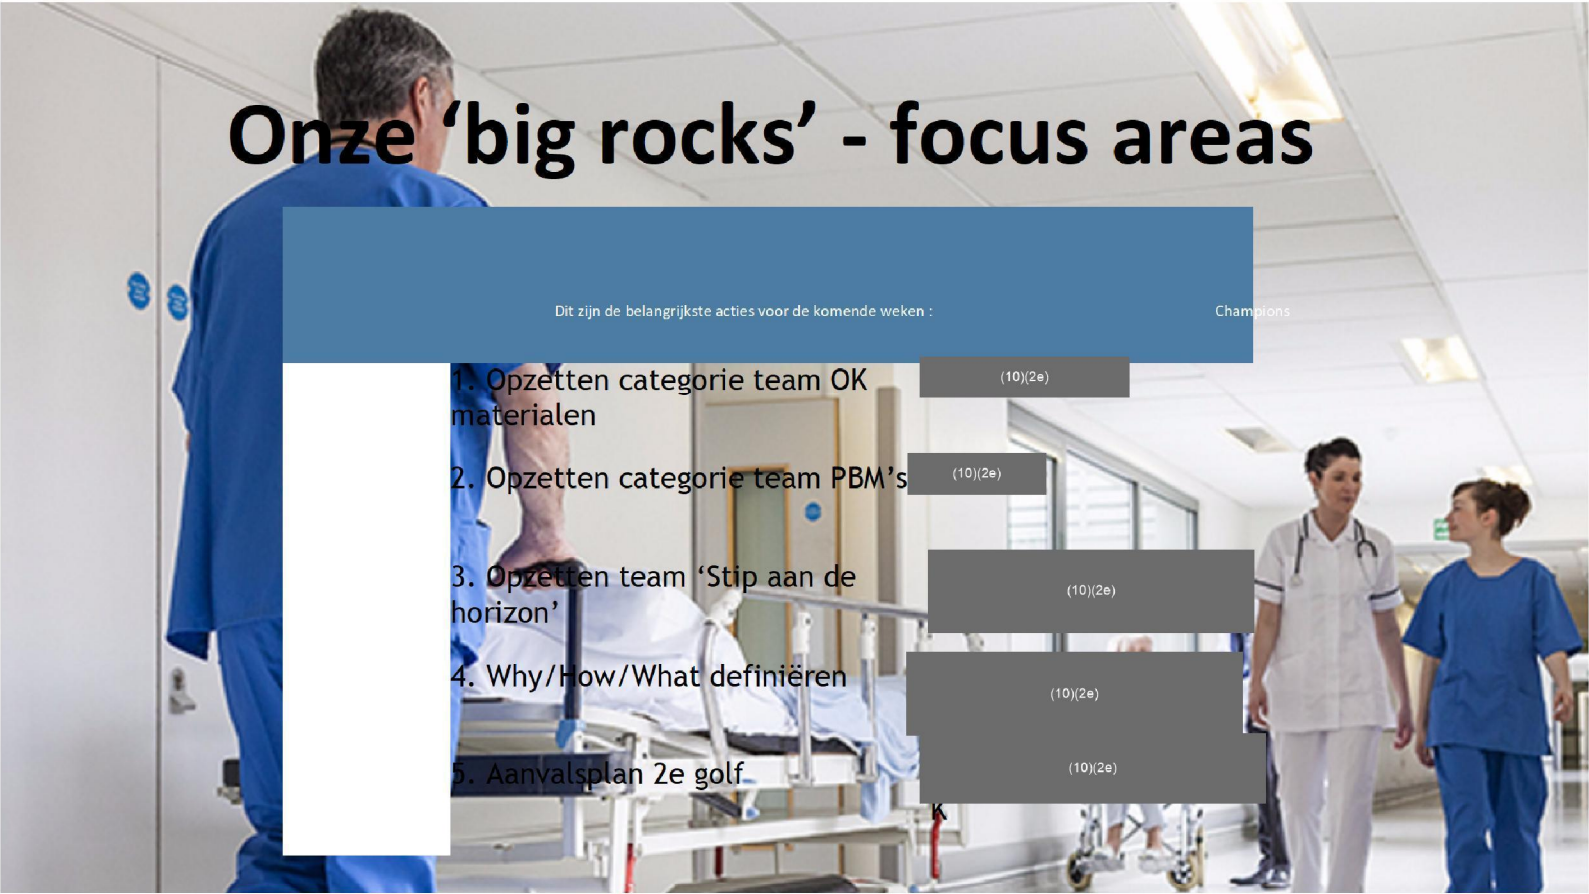 Onze ‘big rocks’ - focus areas
Dit zijn de belangrijkste acties voor de komende weken : Champions
1. Opzetten categorie team OK (10)(2e)
materialen
2. Opzetten categorie team PBM’s (10)(2e)
3. Opzetten team ‘Stip aan de (10)(2e)
horizon’
4. Why/How/What definiëren (10)(2e)
5. Aanvalsplan 2e golf (10)(2e)
K